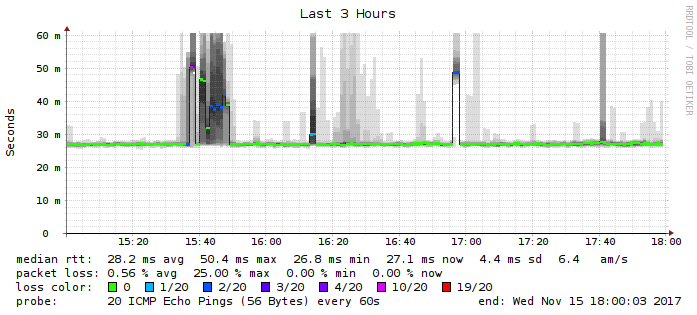 Last 3 Hours
RRDTOOL / TOBI OETIKER
Seconds
60 m
50 m
40 m
30 m
20 m
10 m
0
15:20 15:40 16:00 16:20 16:40 17:00 17:20 17:40 18:00
median rtt: 28.2 ms avg 50.4 ms max 26.8 ms min 27.1 ms now 4.4 ms sd 6.4 am/s
packet loss: 0.56 % avg 25.00 % max 0.00 % min 0.00 % now
loss color: 0 1/20 2/20 3/20 4/20 10/20 19/20
probe: 20 ICMP Echo Pings (56 Bytes) every 60s end: Wed Nov 15 18:00:03 2017